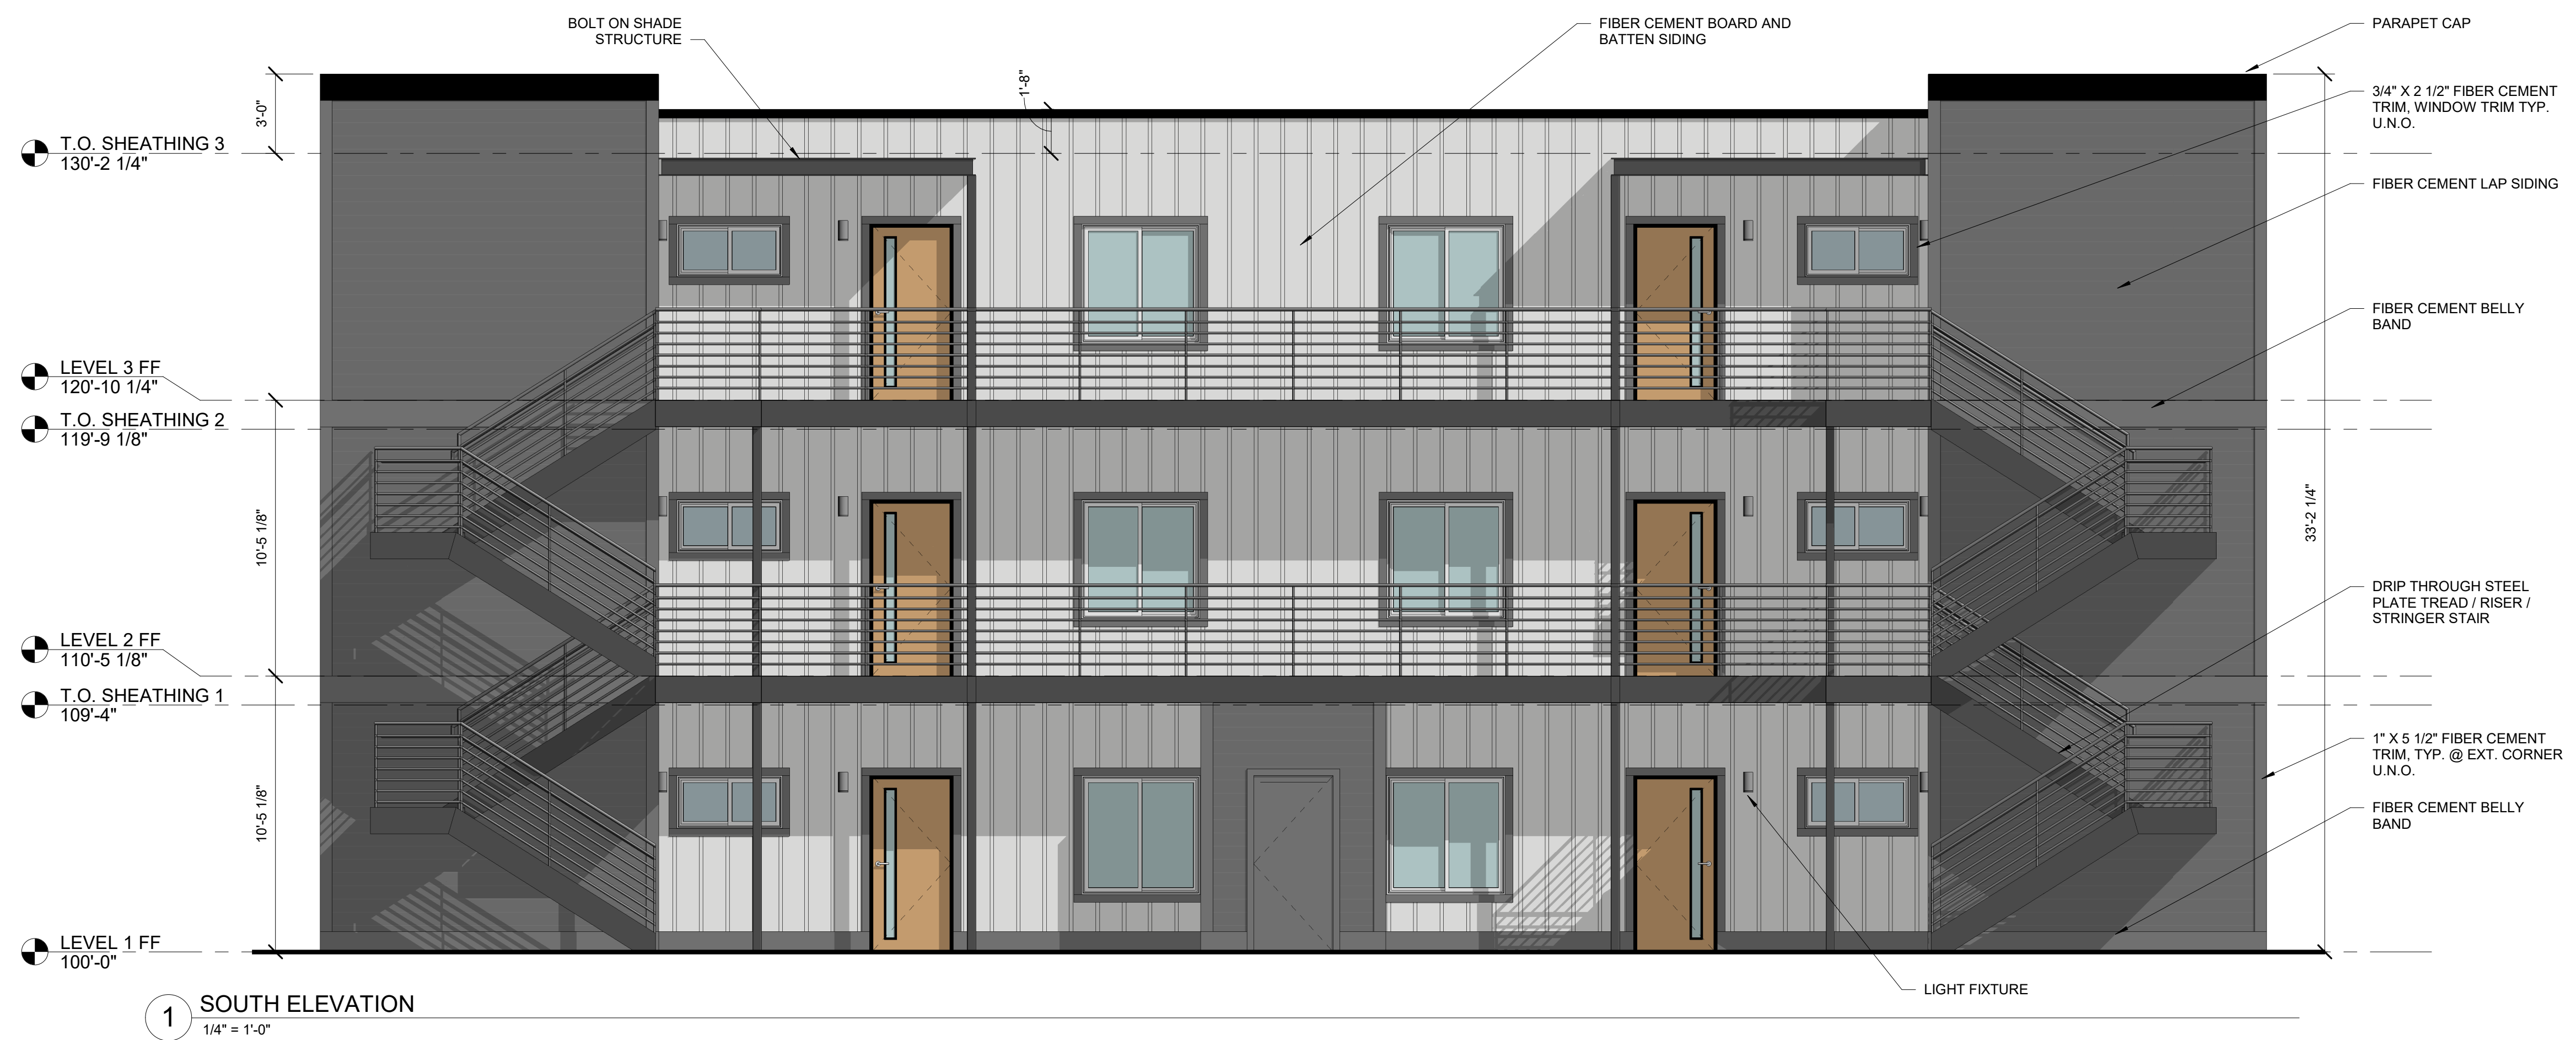 BOLT ON SHADE
STRUCTURE
FIBER CEMENT BOARD AND
BATTEN SIDING
PARAPET CAP
3'-0"
1'-8"
3/4" X 2 1/2" FIBER CEMENT
TRIM, WINDOW TRIM TYP.
U.N.O.
T.O. SHEATHING 3
130'-2 1/4"
FIBER CEMENT LAP SIDING
FIBER CEMENT BELLY
BAND
LEVEL 3 FF
120'-10 1/4"
T.O. SHEATHING 2
119'-9 1/8"
10'-5 1/8"
33'-2 1/4"
DRIP THROUGH STEEL
PLATE TREAD / RISER /
STRINGER STAIR
LEVEL 2 FF
110'-5 1/8"
T.O. SHEATHING 1
109'-4"
1" X 5 1/2" FIBER CEMENT
TRIM, TYP. @ EXT. CORNER
U.N.O.
10'-5 1/8"
FIBER CEMENT BELLY
BAND
LEVEL 1 FF
100'-0"
LIGHT FIXTURE
1
SOUTH ELEVATION
1/4" = 1'-0"